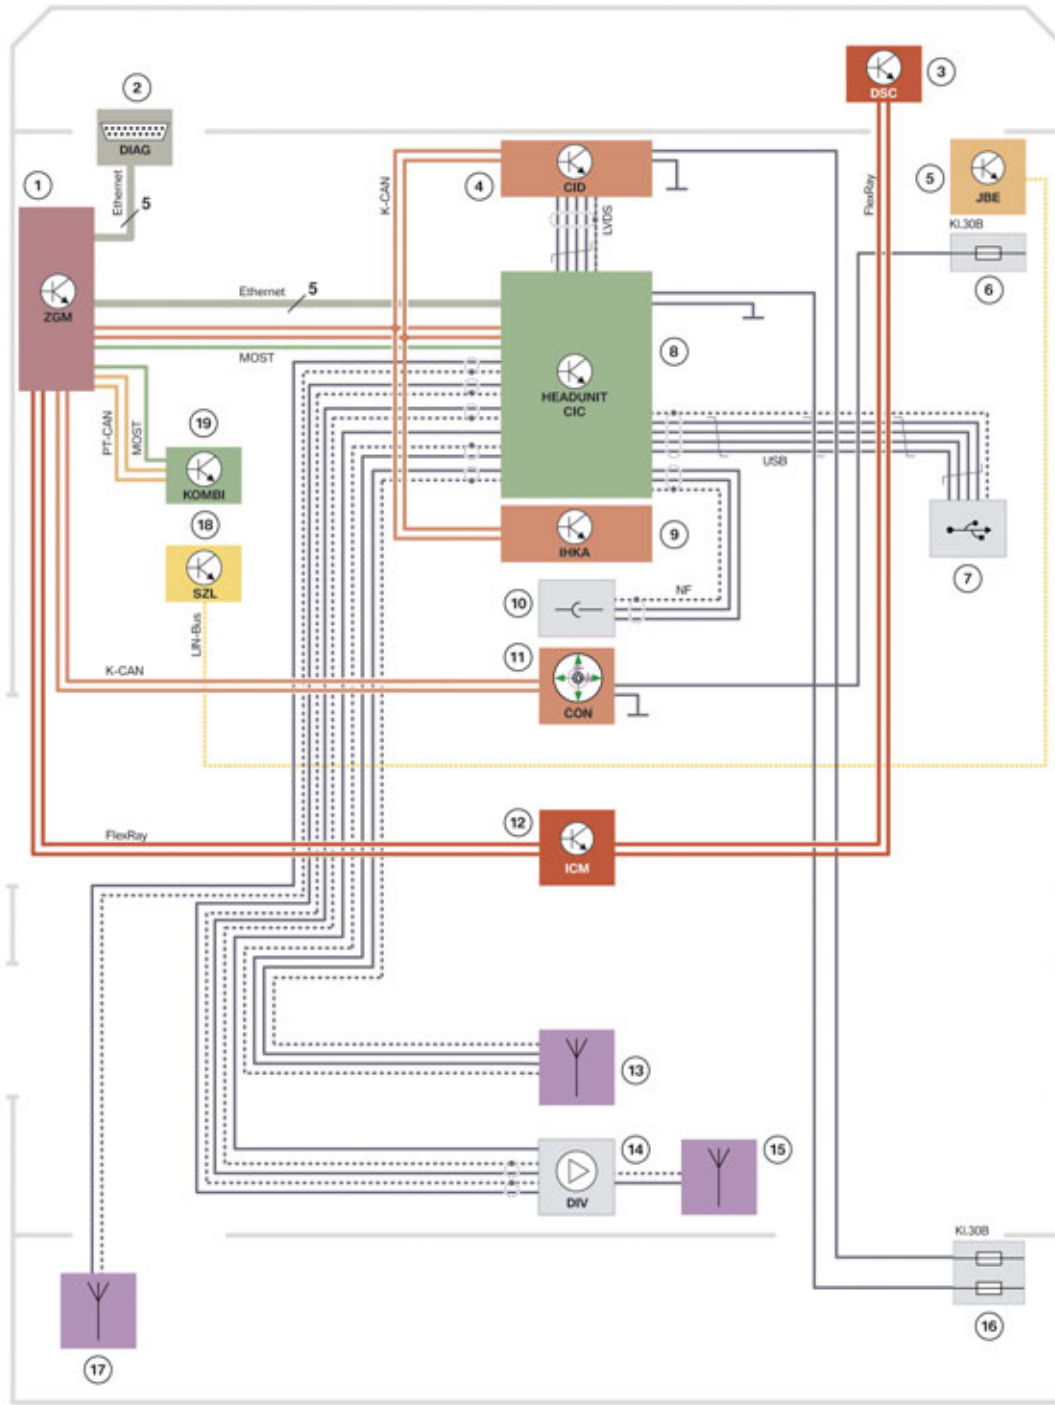 3
DSC
2
DIAG
Ethernet
5
1
ZGM
K-CAN
4
CID
LVDS
FlexRay
5
JBE
Kl.30B
6
Ethernet
5
MOST
8
HEADUNIT
CIC
PT-CAN
MOST
19
KOMBI
USB
7
18
SZL
LIN-Bus
9
IHKA
10
NF
11
CON
K-CAN
12
ICM
FlexRay
13
14
DIV
15
Kl.30B
16
17